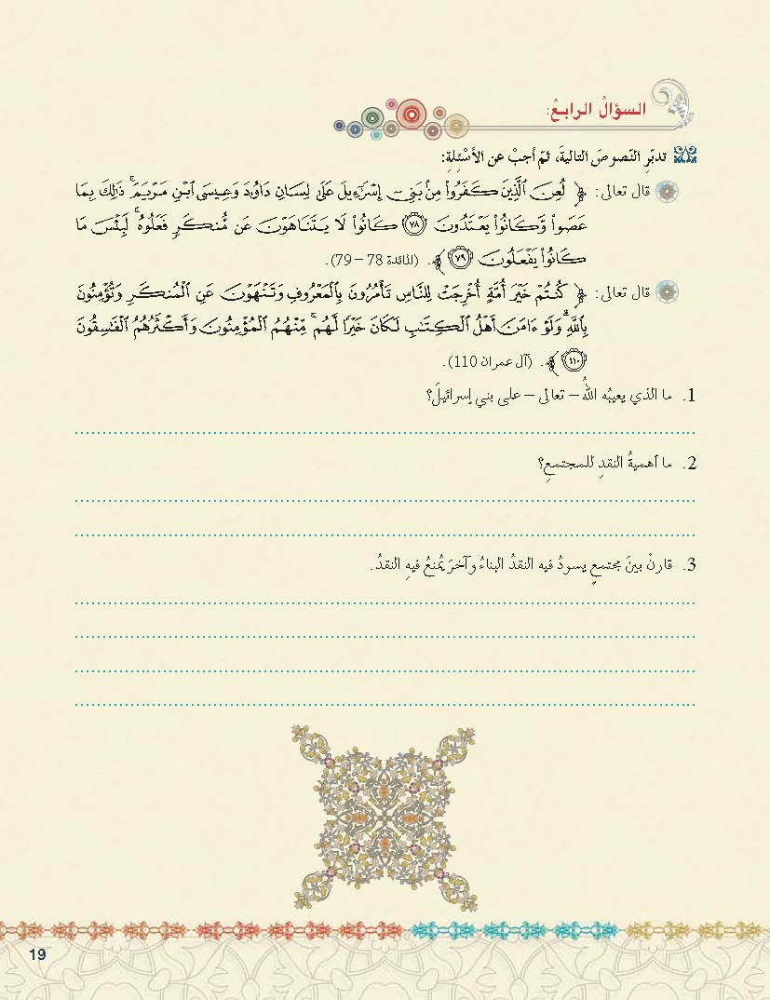 السؤالُ الرابعُ:
تدبّرِ النّصوصَ التاليةَ، ثمّ أجبْ عن الأسْئِلةِ:
قال تعالى: ﴿ لُعِنَ ٱلَّذِينَ كَفَرُواْ مِنۢ بَنِيٓ إِسْرَٰٓءِيلَ عَلَىٰ لِسَانِ دَاوُۥدَ وَعِيسَى ٱبْنِ مَرْيَمَ ۚ ذَٰلِكَ بِمَا
عَصَواْ وَّكَانُواْ يَعْتَدُونَ ٧٨ كَانُواْ لَا يَتَنَاهَوْنَ عَن مُّنكَرٍ فَعَلُوهُ ۚ لَبِئْسَ مَا
كَانُواْ يَفْعَلُونَ ٧٩ ﴾. (المائدة 78 – 79).
قال تعالى: ﴿ كُنتُمْ خَيْرَ أُمَّةٍ أُخْرِجَتْ لِلنَّاسِ تَأْمُرُونَ بِٱلْمَعْرُوفِ وَتَنْهَوْنَ عَنِ ٱلْمُنكَرِ وَتُؤْمِنُونَ
بِٱللَّهِ ۗ وَلَوْ ءَامَنَ أَهْلُ ٱلْكِتَٰبِ لَكَانَ خَيْرًا لَّهُم ۚ مِّنْهُمُ ٱلْمُؤْمِنُونَ وَأَكْثَرُهُمُ ٱلْفَٰسِقُونَ
١١٠ ﴾. (آل عمران 110).
1. ما الذي يعيبُه اللهُ – تعالى – على بني إسرائيلَ؟
2. ما أهميةُ النقدِ للمجتمعِ؟
3. قارنْ بينَ مجتمعٍ يسودُ فيه النقدُ البناءُ وآخرَ يُمنعُ فيهِ النقدُ.
19